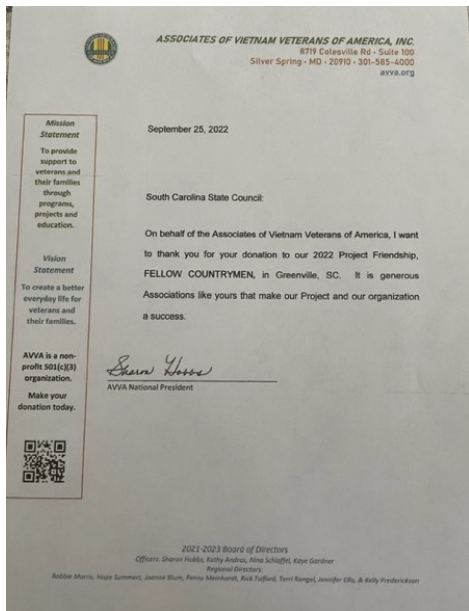 ASSOCIATES OF VIETNAM VETERANS OF AMERICA, INC.
8719 Colesville Rd - Suite 100
Silver Spring - MD - 20910 - 301-585-4000
avva.org
Mission
Statement
To provide
support to
veterans and
their families
through
programs,
projects and
education.
Vision
Statement
To create a better
everyday life for
veterans and
their families.
AVVA is a non-
profit 501(c)(3)
organization.
Make your
donation today.
September 25, 2022
South Carolina State Council:
On behalf of the Associates of Vietnam Veterans of America, I want
to thank you for your donation to our 2022 Project Friendship,
FELLOW COUNTRYMEN, in Greenville, SC. It is generous
Associations like yours that make our Project and our organization
a success.
Sharon Hobbs
AVVA National President
2021-2023 Board of Directors
Officers: Sharon Hobbs, Kathy Andras, Nina Schloffel, Kaye Gardner
Regional Directors:
Bobbie Morris, Hope Summers, Joanne Blum, Penny Meinhardt, Rick Talford, Terri Rangel, Jennifer Ellis, & Kelly Frederickson